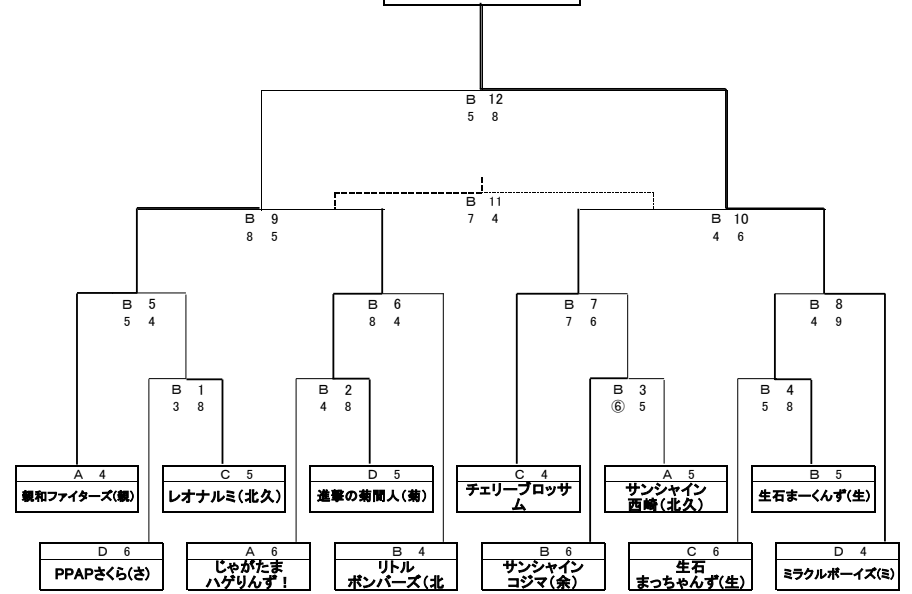 B 12
5 8
B 11
7 4
B 9
8 5
B 10
4 6
B 5
5 4
B 6
8 4
B 7
7 6
B 8
4 9
B 1
3 8
B 2
4 8
B 3
⑥ 5
B 4
5 8
A 4
親和ファイターズ(親)
C 5
レオナルミ(北久)
D 5
進撃の菊間人(菊)
C 4
チェリーブロッサ
ム
A 5
サンシャイン
西崎(北久)
B 5
生石まーくんず(生)
D 6
PPAPさくら(さ)
A 6
じゃがたま
ハゲりんず！
B 4
リトル
ボンバーズ(北
B 6
サンシャイン
コジマ(余)
C 6
生石
まっちゃんず(生)
D 4
ミラクルボーイズ(ミ)